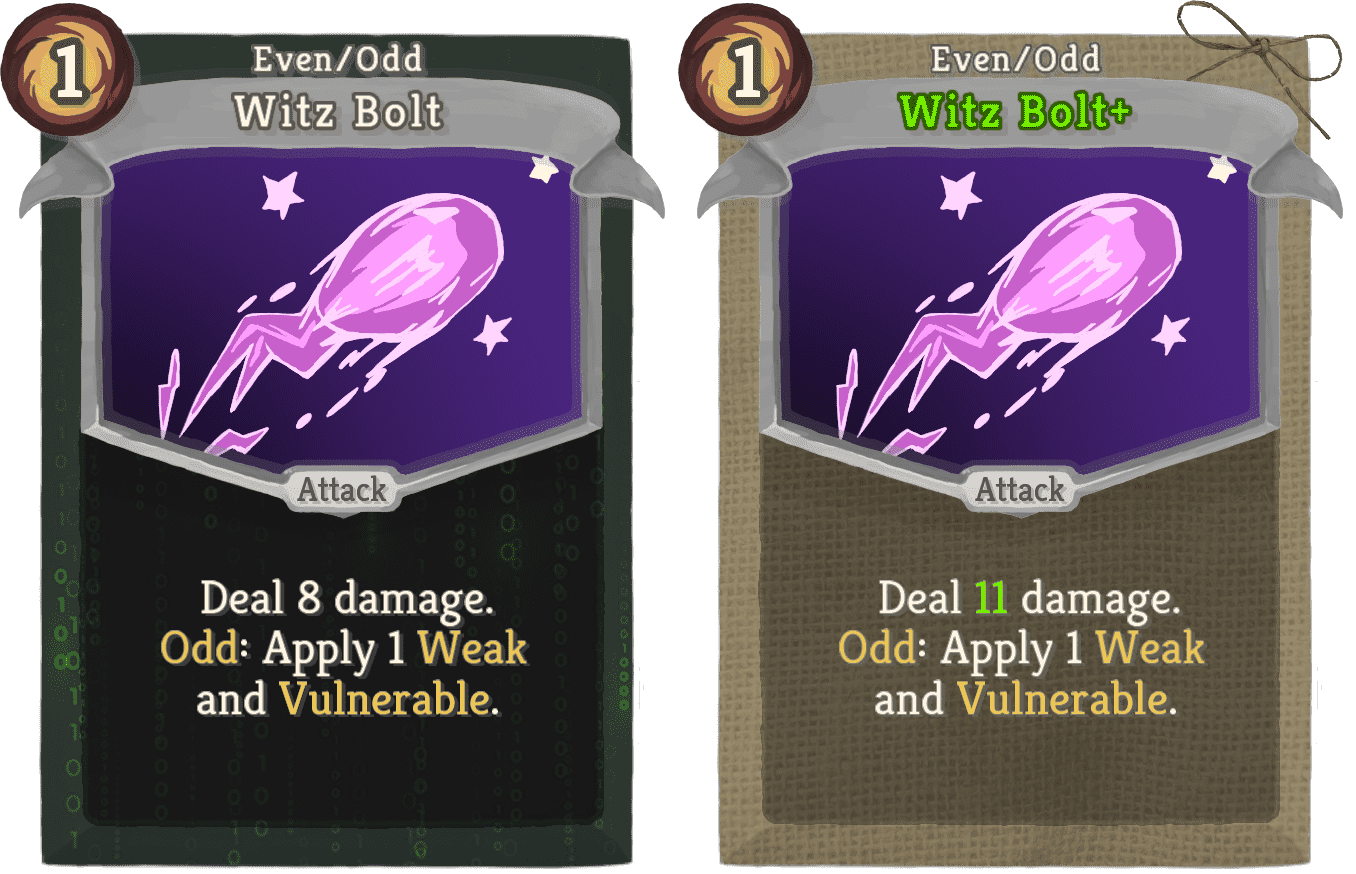 1
Even/Odd
Witz Bolt
Attack
Deal 8 damage.
Odd: Apply 1 Weak
and Vulnerable.
1
Even/Odd
Witz Bolt+
Attack
Deal 11 damage.
Odd: Apply 1 Weak
and Vulnerable.